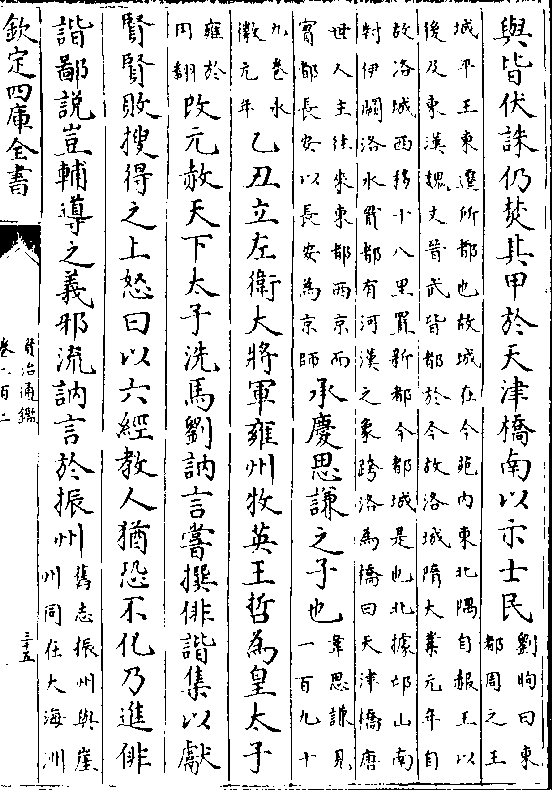 與皆伏誅仍焚其甲於天津橋南以示士民劉昫曰東都周之王
城平王東遷所都也故城在今苑内東北隅自赧王以
後及東漢魏文晉武皆都於今故洛城隋大業元年自
故洛城西移十八里置新都今都城是也北據邙山南
對伊闕洛水貫都有河漢之象跨洛為橋曰天津橋唐
世人主往來東都西京而實都長安以長安為京師承慶思謙之子也韋思謙見一百九十
九卷永徽元年乙丑立左衛大將軍雍州牧英王哲為皇太子
雍於用翻改元赦天下太子洗馬劉訥言嘗撰俳諧集以獻
賢賢敗搜得之上怒曰以六經教人猶恐不化乃進俳
諧鄙說豈輔導之義邪流訥言於振州舊志振州與崖州同在大海洲
欽定四庫全書
資治通鑑
卷二百二
三十五